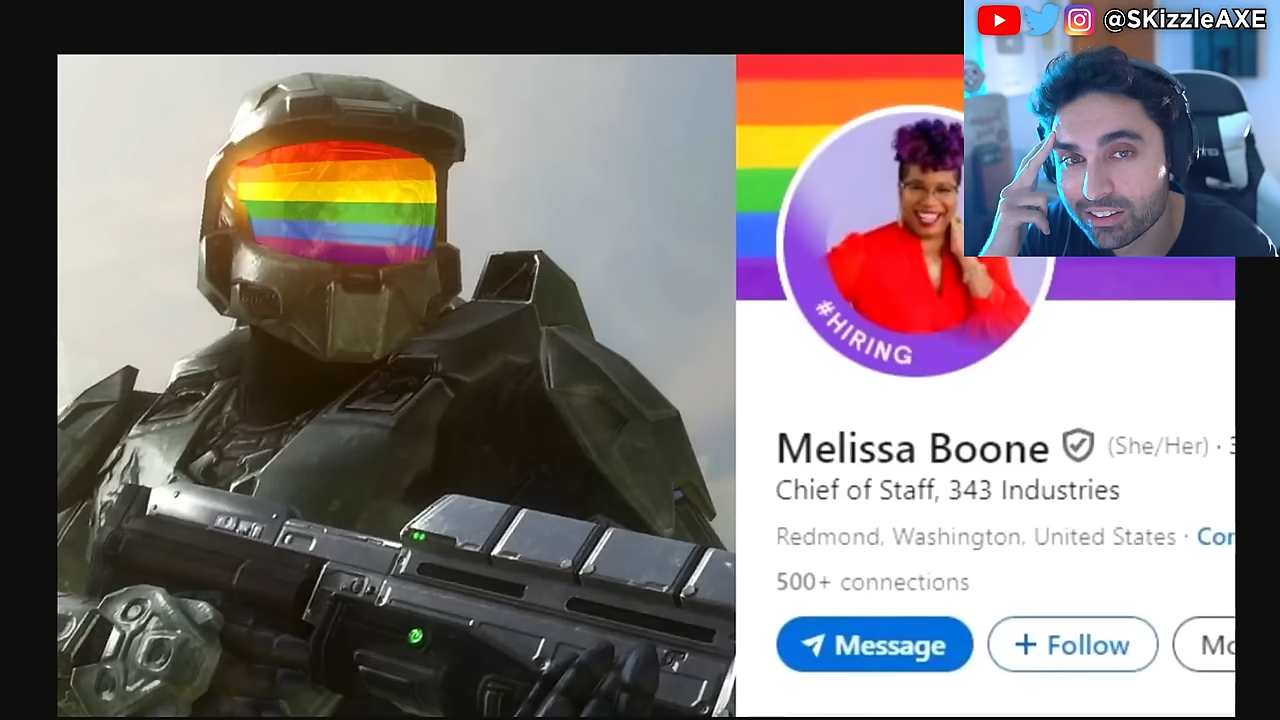 @SKizzleAXE
#HIRING
Melissa Boone (She/Her) · 3
Chief of Staff, 343 Industries
Redmond, Washington, United States ·
500+ connections
Message + Follow